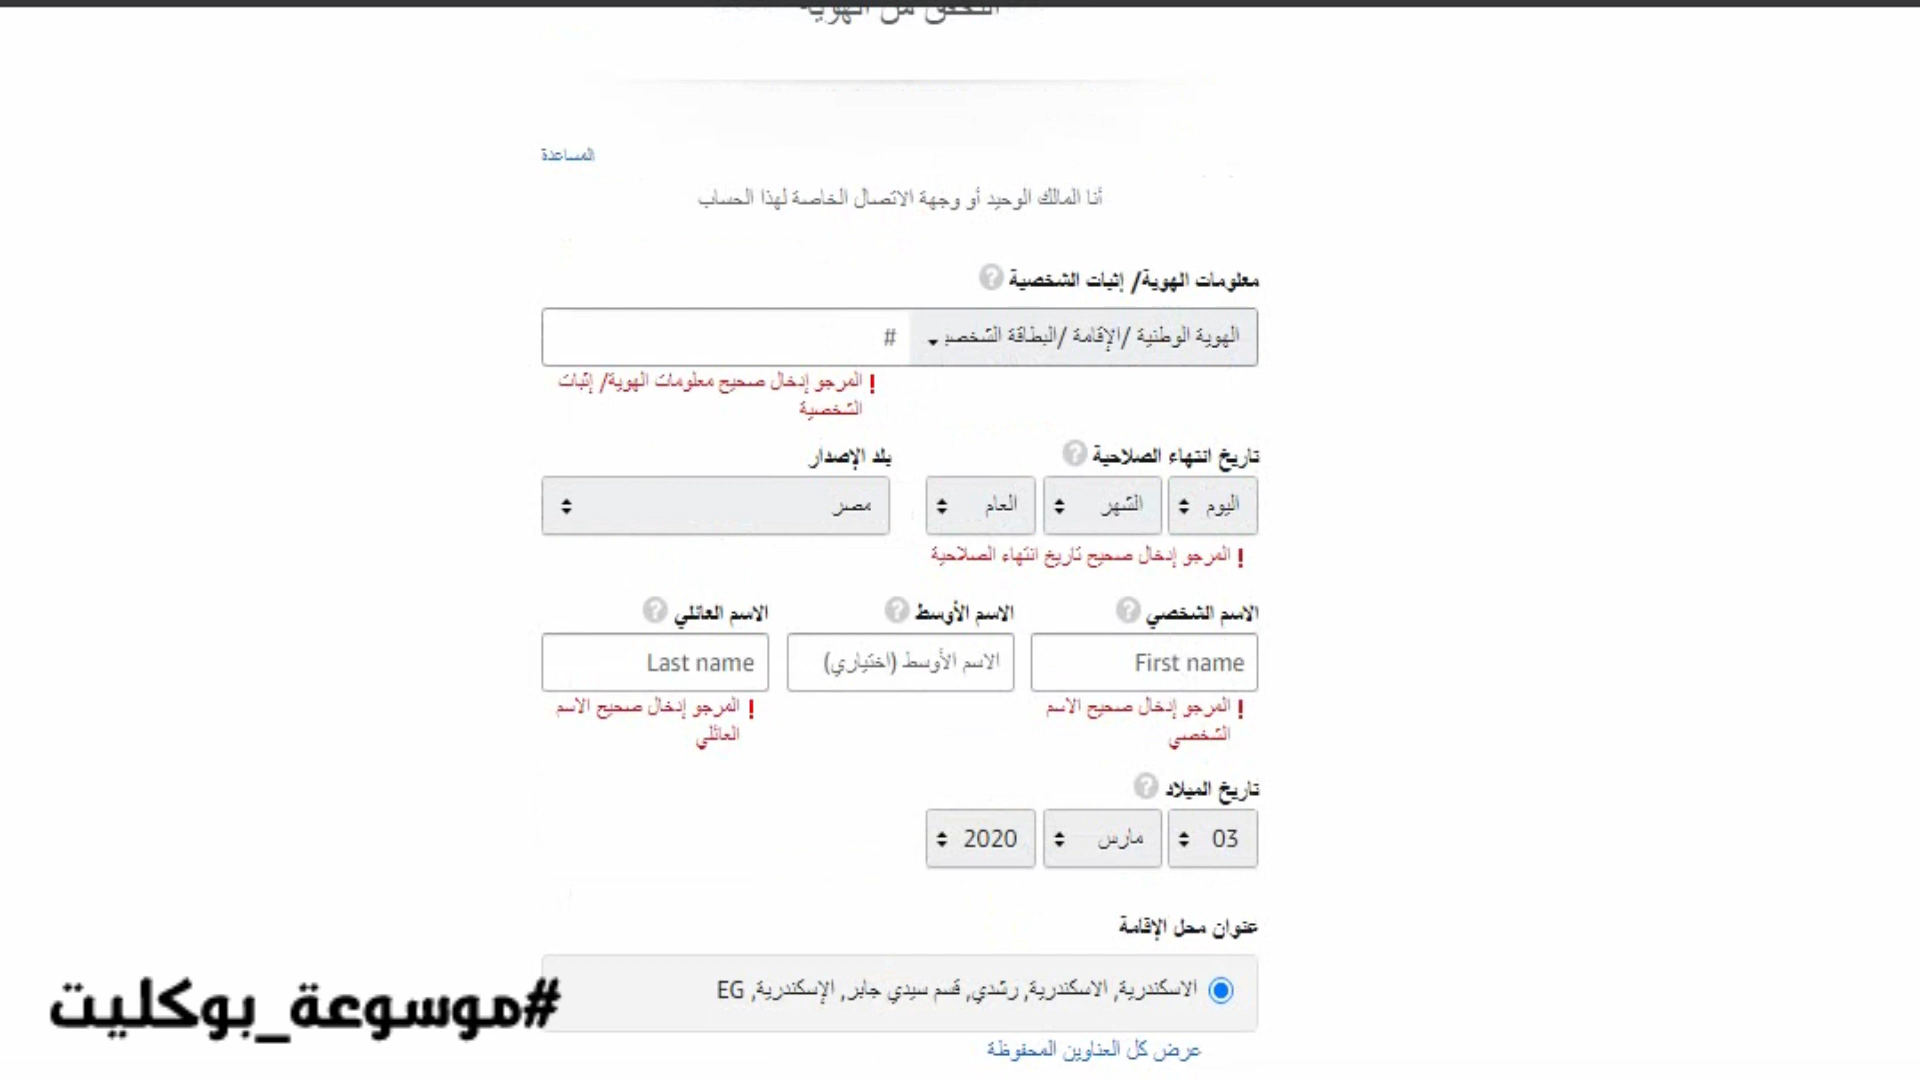 التحقق من الهوية
المساعدة
أنا المالك الوحيد أو وجهة الاتصال الخاصة لهذا الحساب
معلومات الهوية/ إثبات الشخصية ?
الهوية الوطنية /الإقامة /البطاقة الشخصي #
! المرجو إدخال صحيح معلومات الهوية/ إثبات
الشخصية
تاريخ انتهاء الصلاحية ? بلد الإصدار
اليوم الشهر العام مصر
! المرجو إدخال صحيح تاريخ انتهاء الصلاحية
الاسم الشخصي ? الاسم الأوسط ? الاسم العائلي ?
First name الاسم الأوسط (اختياري) Last name
! المرجو إدخال صحيح الاسم ! المرجو إدخال صحيح الاسم
الشخصي العائلي
تاريخ الميلاد ?
03 مارس 2020
عنوان محل الإقامة
الاسكندرية, الاسكندرية, رشدي, قسم سيدي جابر, الإسكندرية, EG
عرض كل العناوين المحفوظة
#موسوعة_بوكليت